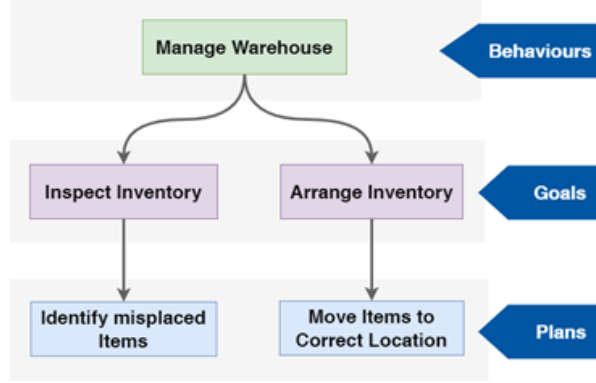 Manage Warehouse
Behaviours
Inspect Inventory
Arrange Inventory
Goals
Identify misplaced
Items
Move Items to
Correct Location
Plans